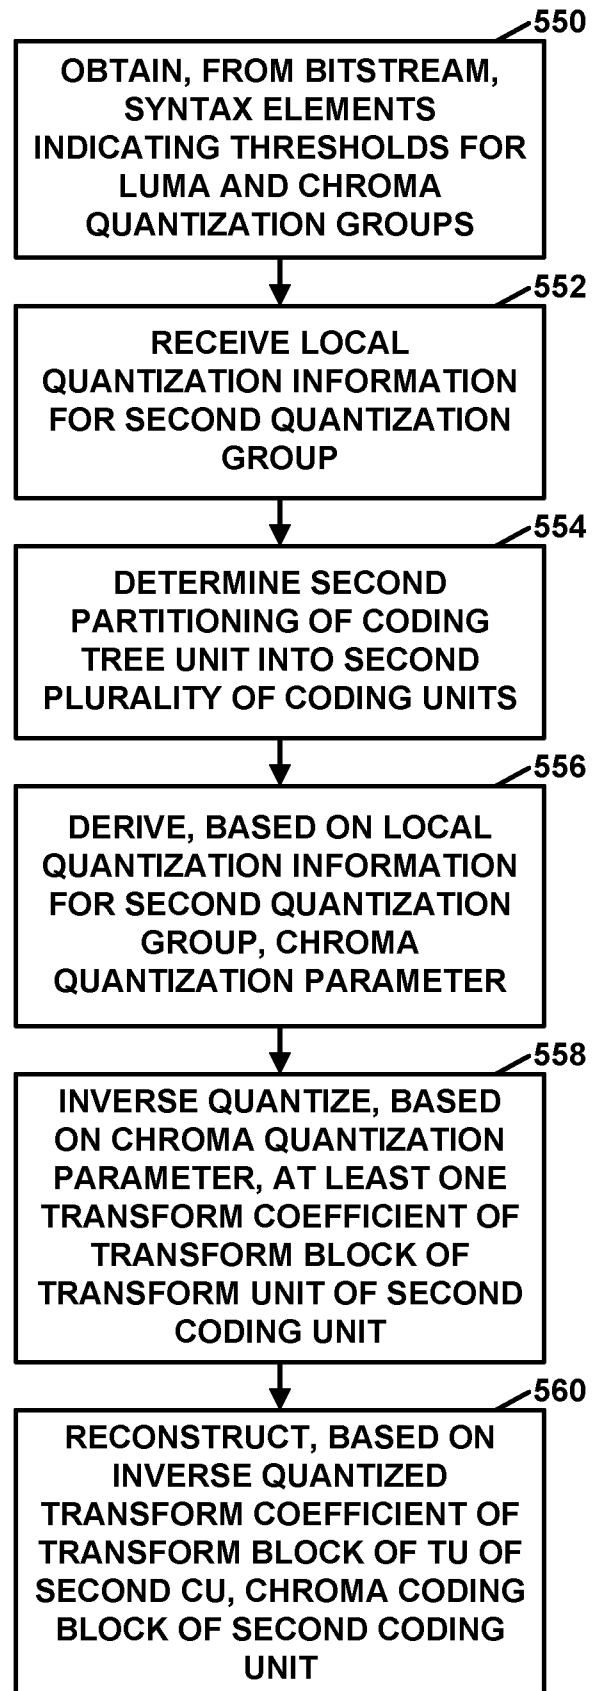 550
OBTAIN, FROM BITSTREAM,
SYNTAX ELEMENTS
INDICATING THRESHOLDS FOR
LUMA AND CHROMA
QUANTIZATION GROUPS
552
RECEIVE LOCAL
QUANTIZATION INFORMATION
FOR SECOND QUANTIZATION
GROUP
554
DETERMINE SECOND
PARTITIONING OF CODING
TREE UNIT INTO SECOND
PLURALITY OF CODING UNITS
556
DERIVE, BASED ON LOCAL
QUANTIZATION INFORMATION
FOR SECOND QUANTIZATION
GROUP, CHROMA
QUANTIZATION PARAMETER
558
INVERSE QUANTIZE, BASED
ON CHROMA QUANTIZATION
PARAMETER, AT LEAST ONE
TRANSFORM COEFFICIENT OF
TRANSFORM BLOCK OF
TRANSFORM UNIT OF SECOND
CODING UNIT
560
RECONSTRUCT, BASED ON
INVERSE QUANTIZED
TRANSFORM COEFFICIENT OF
TRANSFORM BLOCK OF TU OF
SECOND CU, CHROMA CODING
BLOCK OF SECOND CODING
UNIT